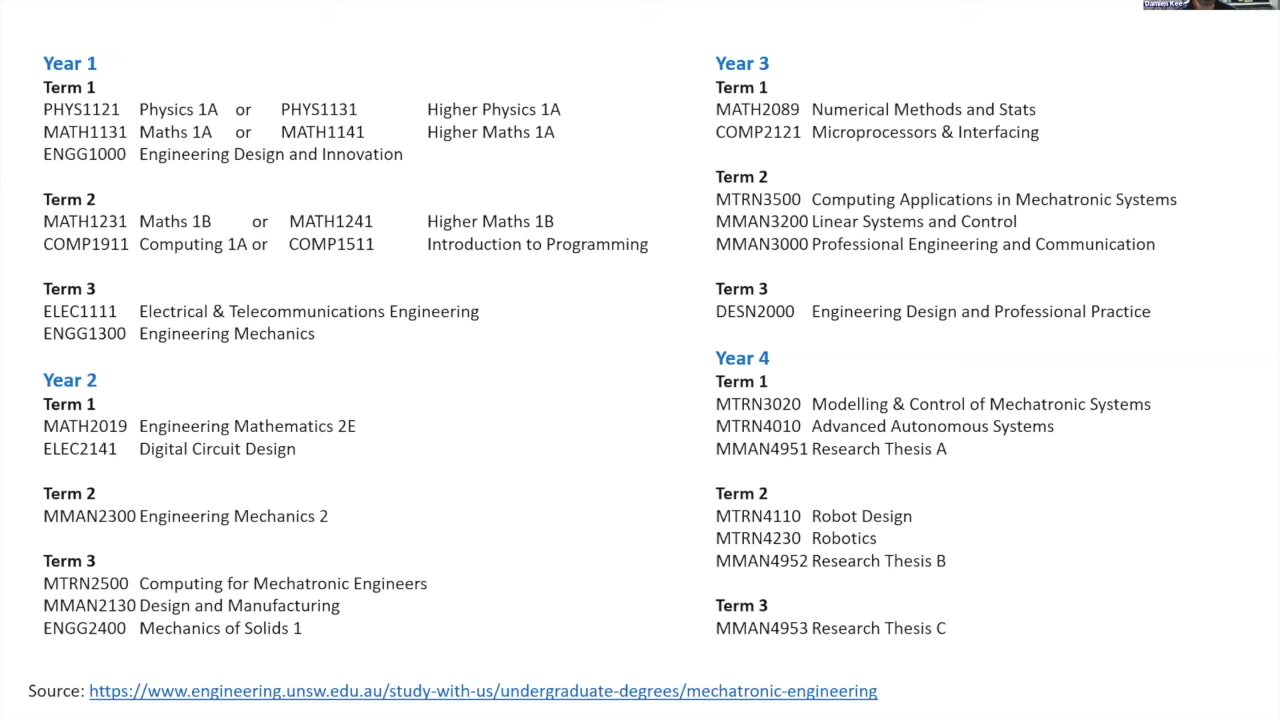 Damien Kee
Year 1
Term 1
PHYS1121 Physics 1A or PHYS1131 Higher Physics 1A
MATH1131 Maths 1A or MATH1141 Higher Maths 1A
ENGG1000 Engineering Design and Innovation
Term 2
MATH1231 Maths 1B or MATH1241 Higher Maths 1B
COMP1911 Computing 1A or COMP1511 Introduction to Programming
Term 3
ELEC1111 Electrical & Telecommunications Engineering
ENGG1300 Engineering Mechanics
Year 2
Term 1
MATH2019 Engineering Mathematics 2E
ELEC2141 Digital Circuit Design
Term 2
MMAN2300 Engineering Mechanics 2
Term 3
MTRN2500 Computing for Mechatronic Engineers
MMAN2130 Design and Manufacturing
ENGG2400 Mechanics of Solids 1
Year 3
Term 1
MATH2089 Numerical Methods and Stats
COMP2121 Microprocessors & Interfacing
Term 2
MTRN3500 Computing Applications in Mechatronic Systems
MMAN3200 Linear Systems and Control
MMAN3000 Professional Engineering and Communication
Term 3
DESN2000 Engineering Design and Professional Practice
Year 4
Term 1
MTRN3020 Modelling & Control of Mechatronic Systems
MTRN4010 Advanced Autonomous Systems
MMAN4951 Research Thesis A
Term 2
MTRN4110 Robot Design
MTRN4230 Robotics
MMAN4952 Research Thesis B
Term 3
MMAN4953 Research Thesis C
Source: https://www.engineering.unsw.edu.au/study-with-us/undergraduate-degrees/mechatronic-engineering